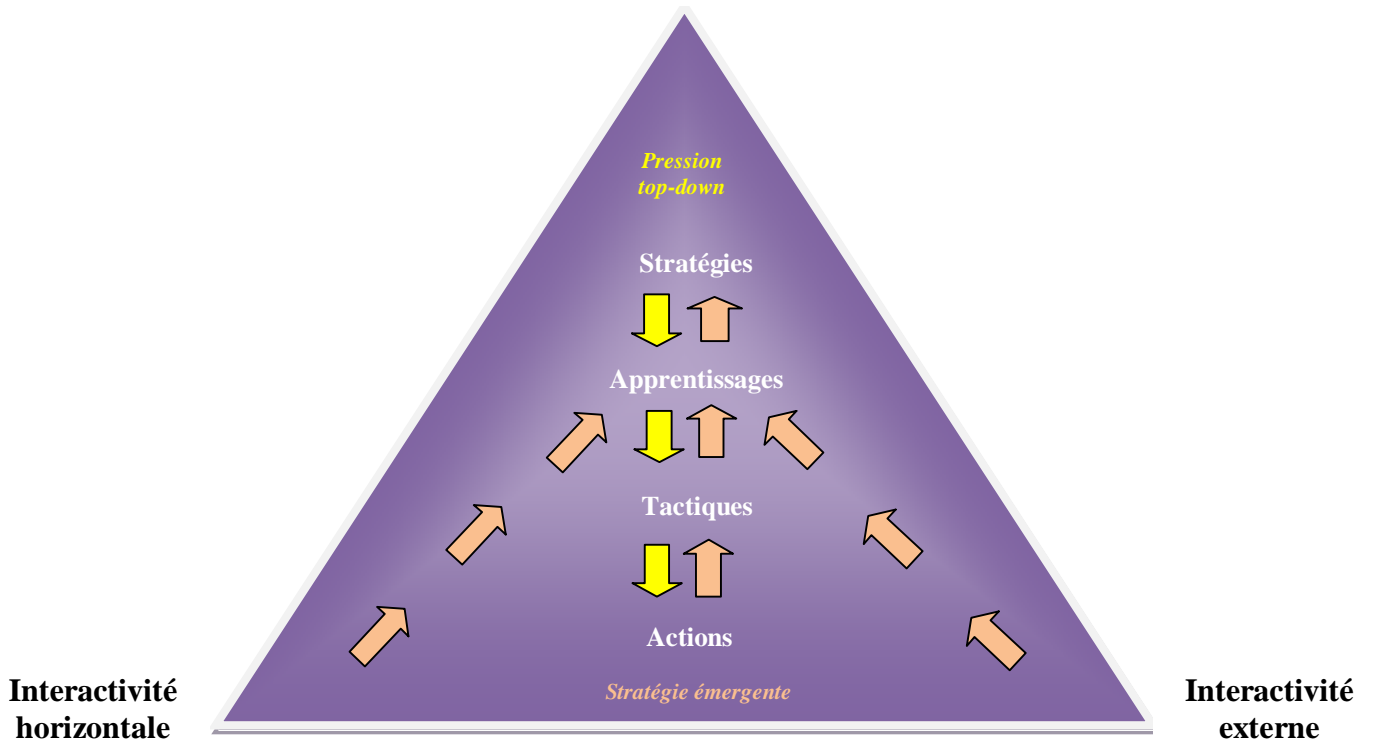 Pression
top-down
Stratégies
Apprentissages
Tactiques
Actions
Stratégie émergente
Interactivité
horizontale
Interactivité
externe